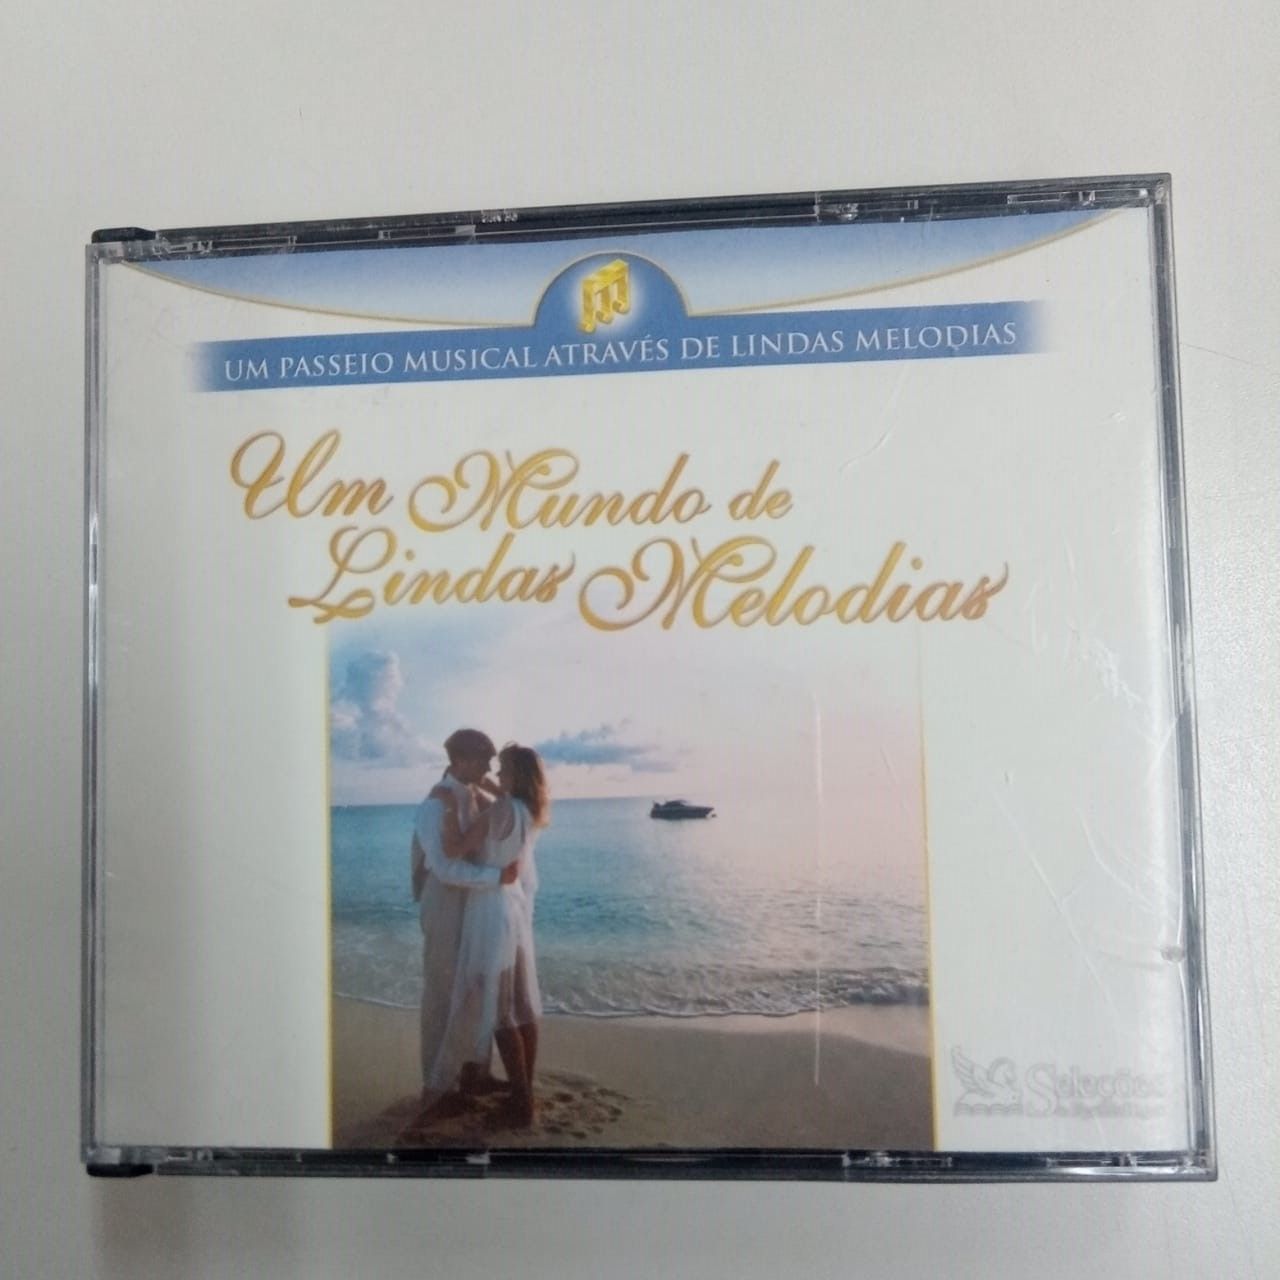 UM PASSEIO MUSICAL ATRAVÉS DE LINDAS MELODIAS
Um Mundo de
Lindas Melodias
Seleções